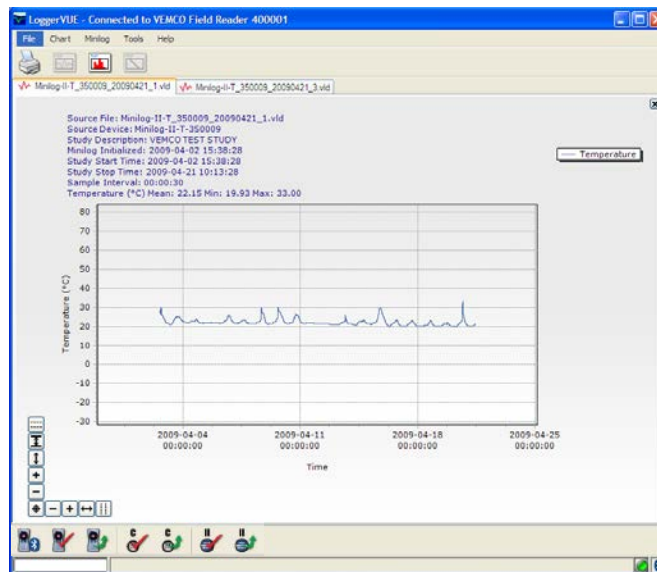 LoggerVUE - Connected to VEMCO Field Reader 400001
File Chart Minilog Tools Help
Minilog-II-T_350009_20090421_1.vld Minilog-II-T_350009_20090421_3.vld
Source File: Minilog-II-T_350009_20090421_1.vld
Source Device: Minilog-II-T-350009
Study Description: VEMCO TEST STUDY
Minilog Initialized: 2009-04-02 15:38:28
Study Start Time: 2009-04-02 15:38:28
Study Stop Time: 2009-04-21 10:13:28
Sample Interval: 00:00:30
Temperature (°C) Mean: 22.15 Min: 19.93 Max: 33.00
Temperature
80
70
60
50
40
30
20
10
0
-10
-20
-30
Temperature (°C)
2009-04-04 2009-04-11 2009-04-18 2009-04-25
00:00:00 00:00:00 00:00:00 00:00:00
Time
C C II II